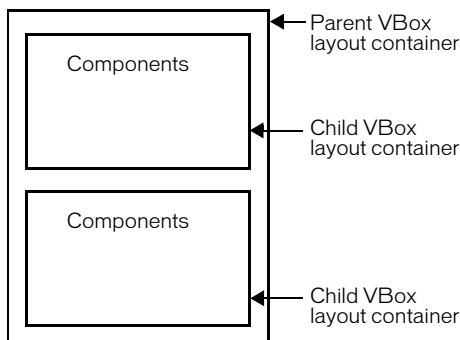 Parent VBox
layout container
Components
Child VBox
layout container
Components
Child VBox
layout container